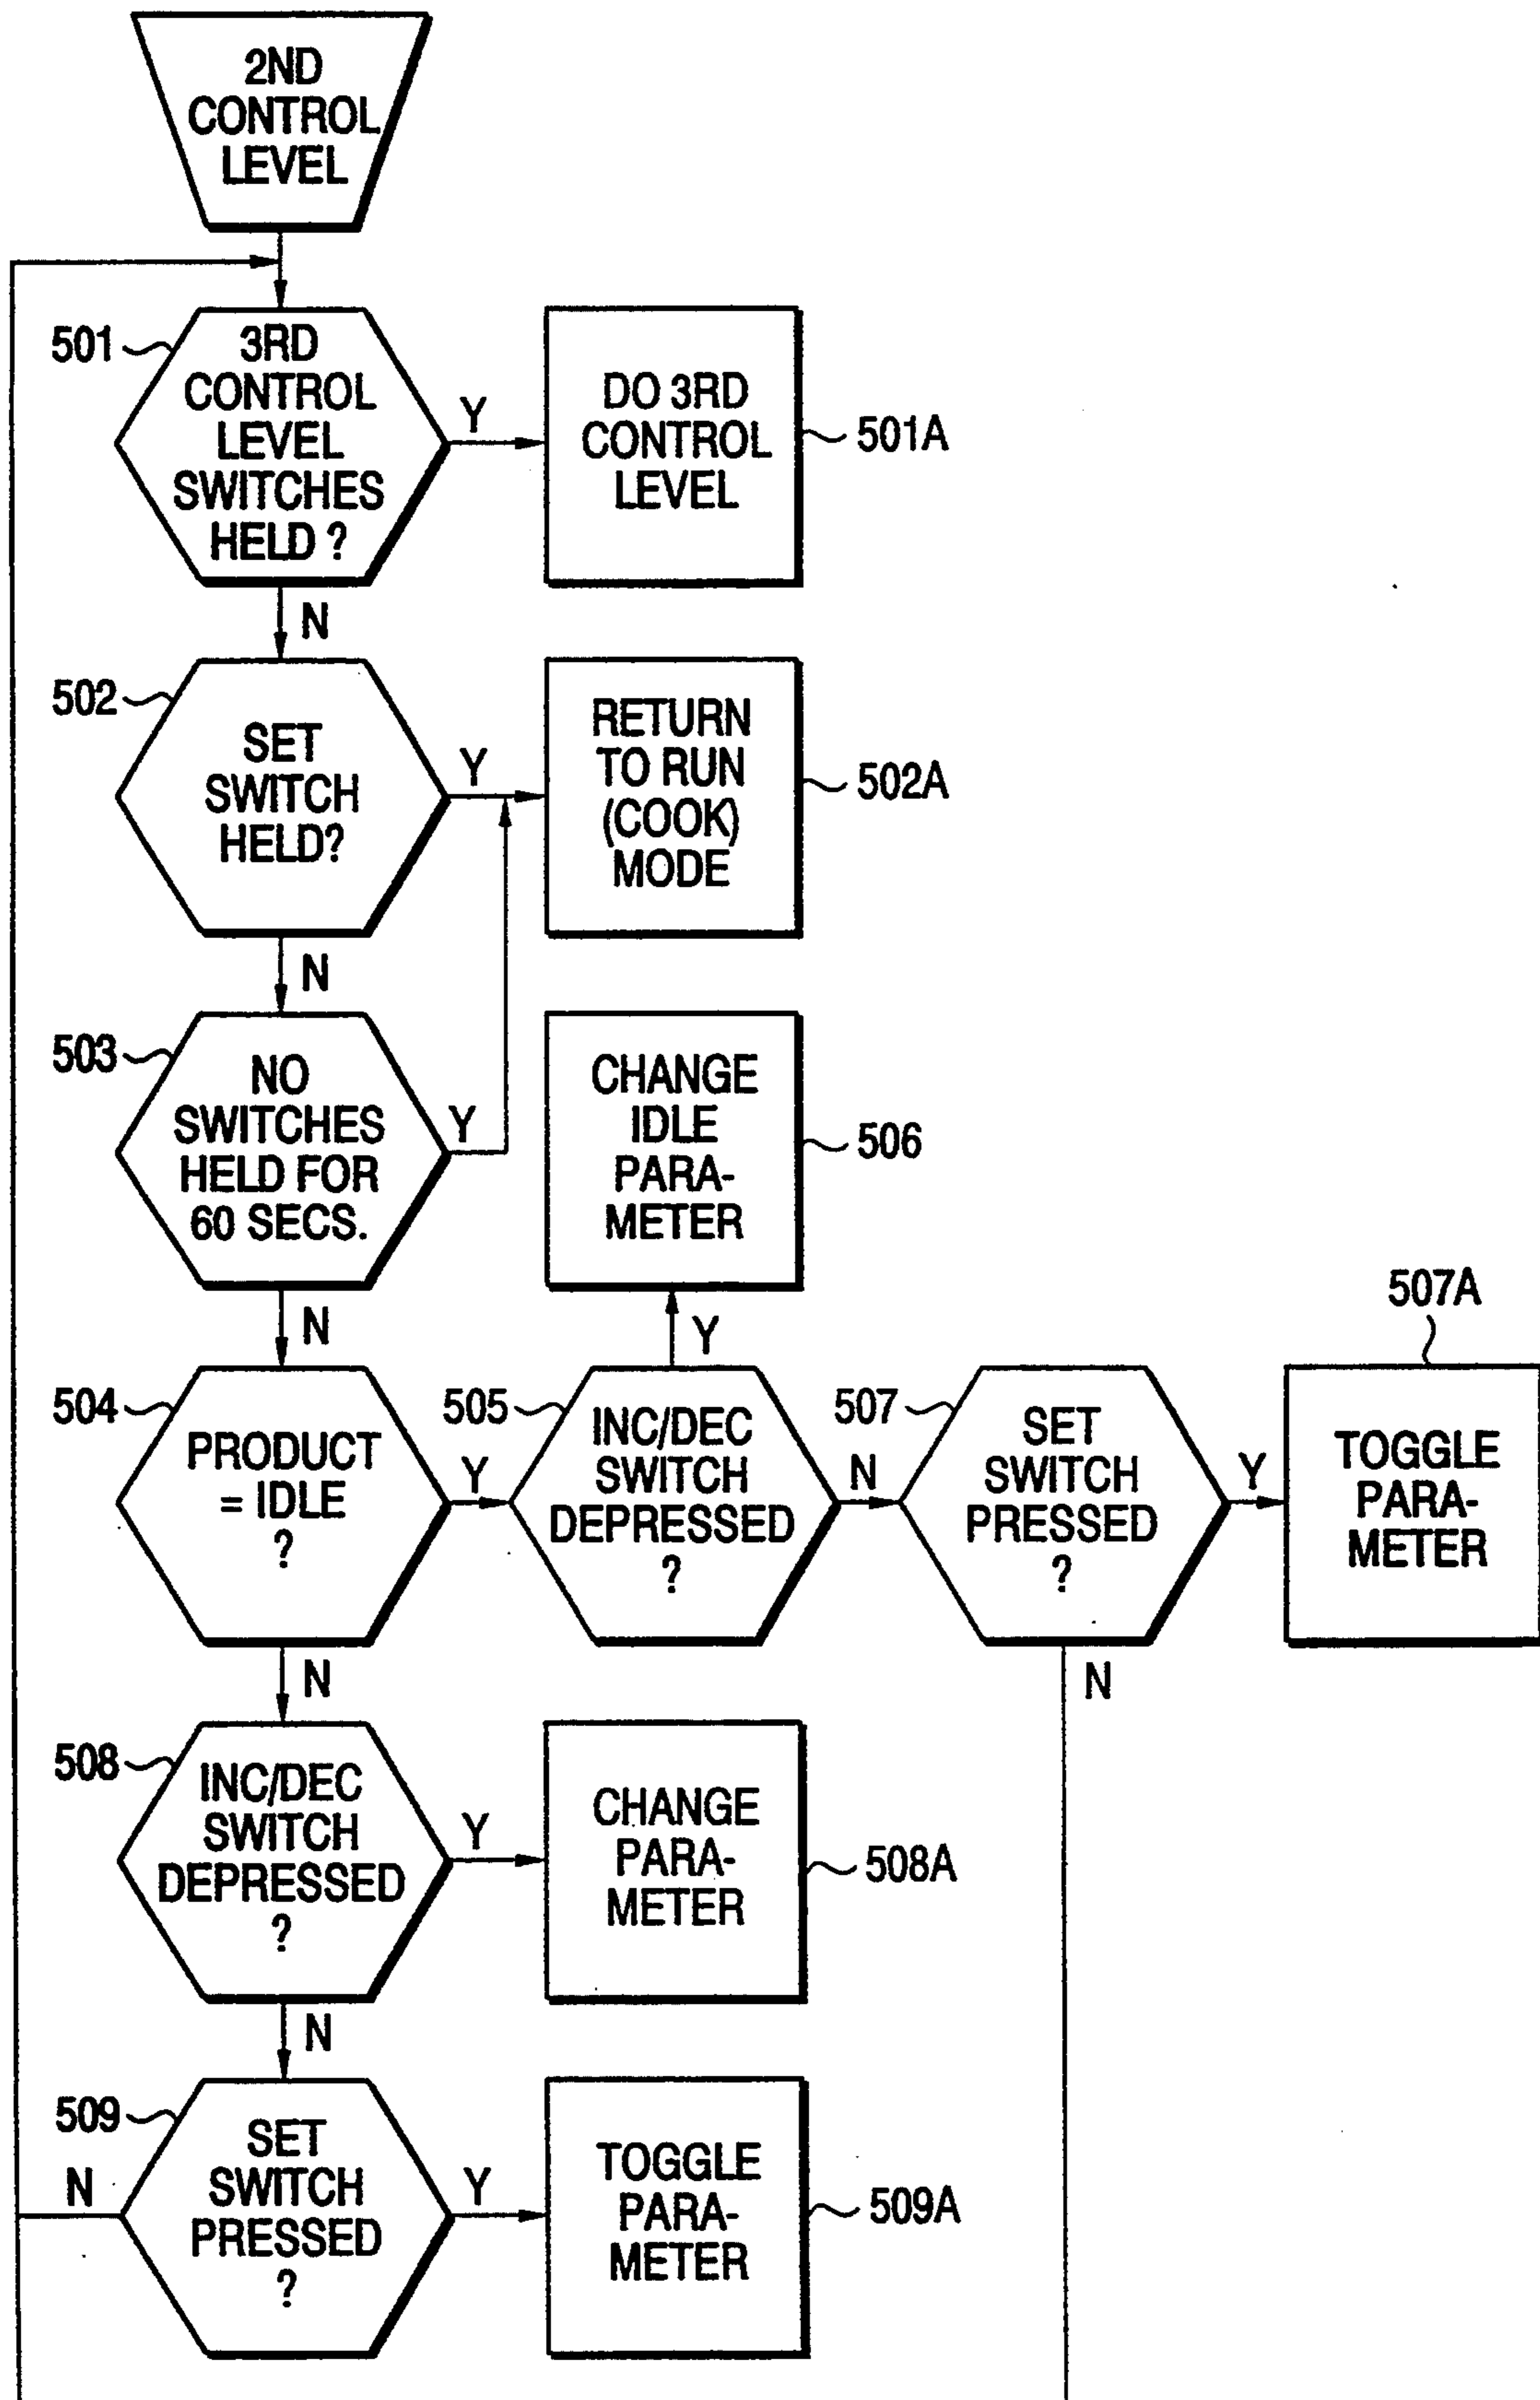 2ND
CONTROL
LEVEL
501
3RD
CONTROL
LEVEL
SWITCHES
HELD ?
Y
DO 3RD
CONTROL
LEVEL
501A
N
502
SET
SWITCH
HELD?
Y
RETURN
TO RUN
(COOK)
MODE
502A
N
503
NO
SWITCHES
HELD FOR
60 SECS.
Y
CHANGE
IDLE
PARA-
METER
506
N
Y
504
PRODUCT
= IDLE
?
Y
505
INC/DEC
SWITCH
DEPRESSED
?
N
507
SET
SWITCH
PRESSED
?
Y
507A
TOGGLE
PARA-
METER
N
N
508
INC/DEC
SWITCH
DEPRESSED
?
Y
CHANGE
PARA-
METER
508A
N
509
SET
SWITCH
PRESSED
?
N
Y
TOGGLE
PARA-
METER
509A